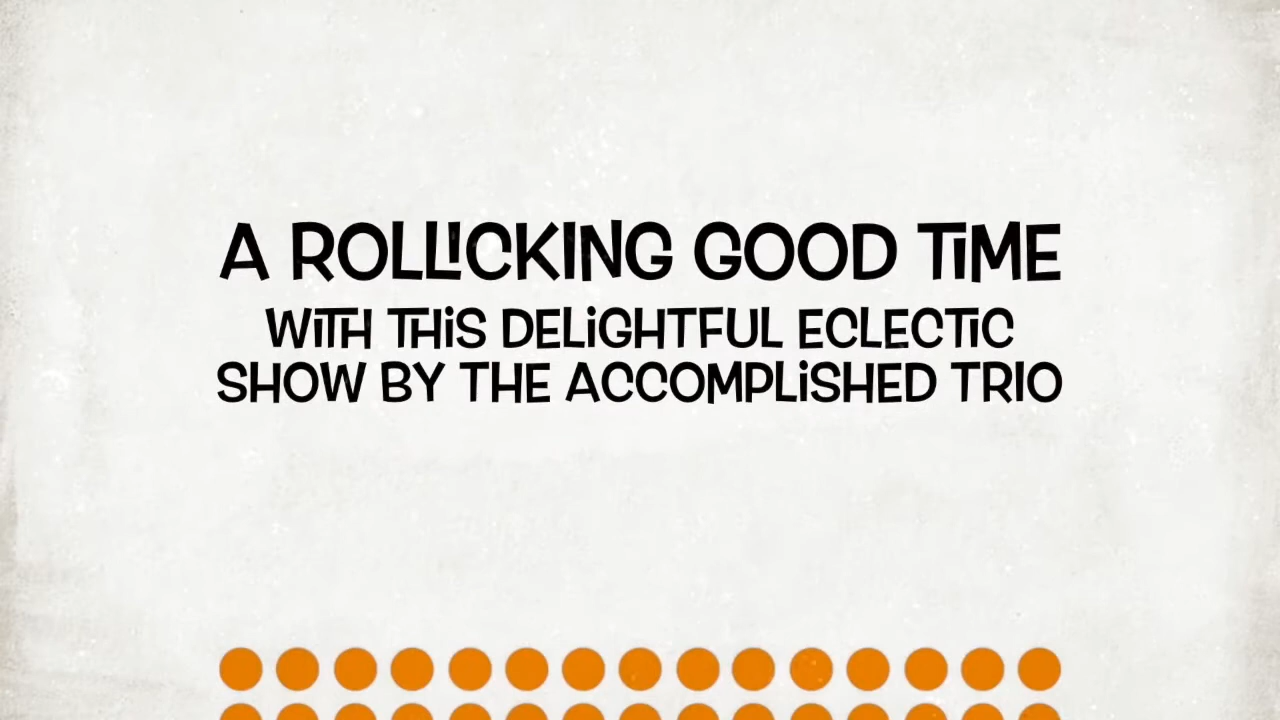 A ROLLICKING GOOD TiME
WiTH THiS DELiGHTFUL ECLECTiC
SHOW BY THE ACCOMPLiSHED TRIO